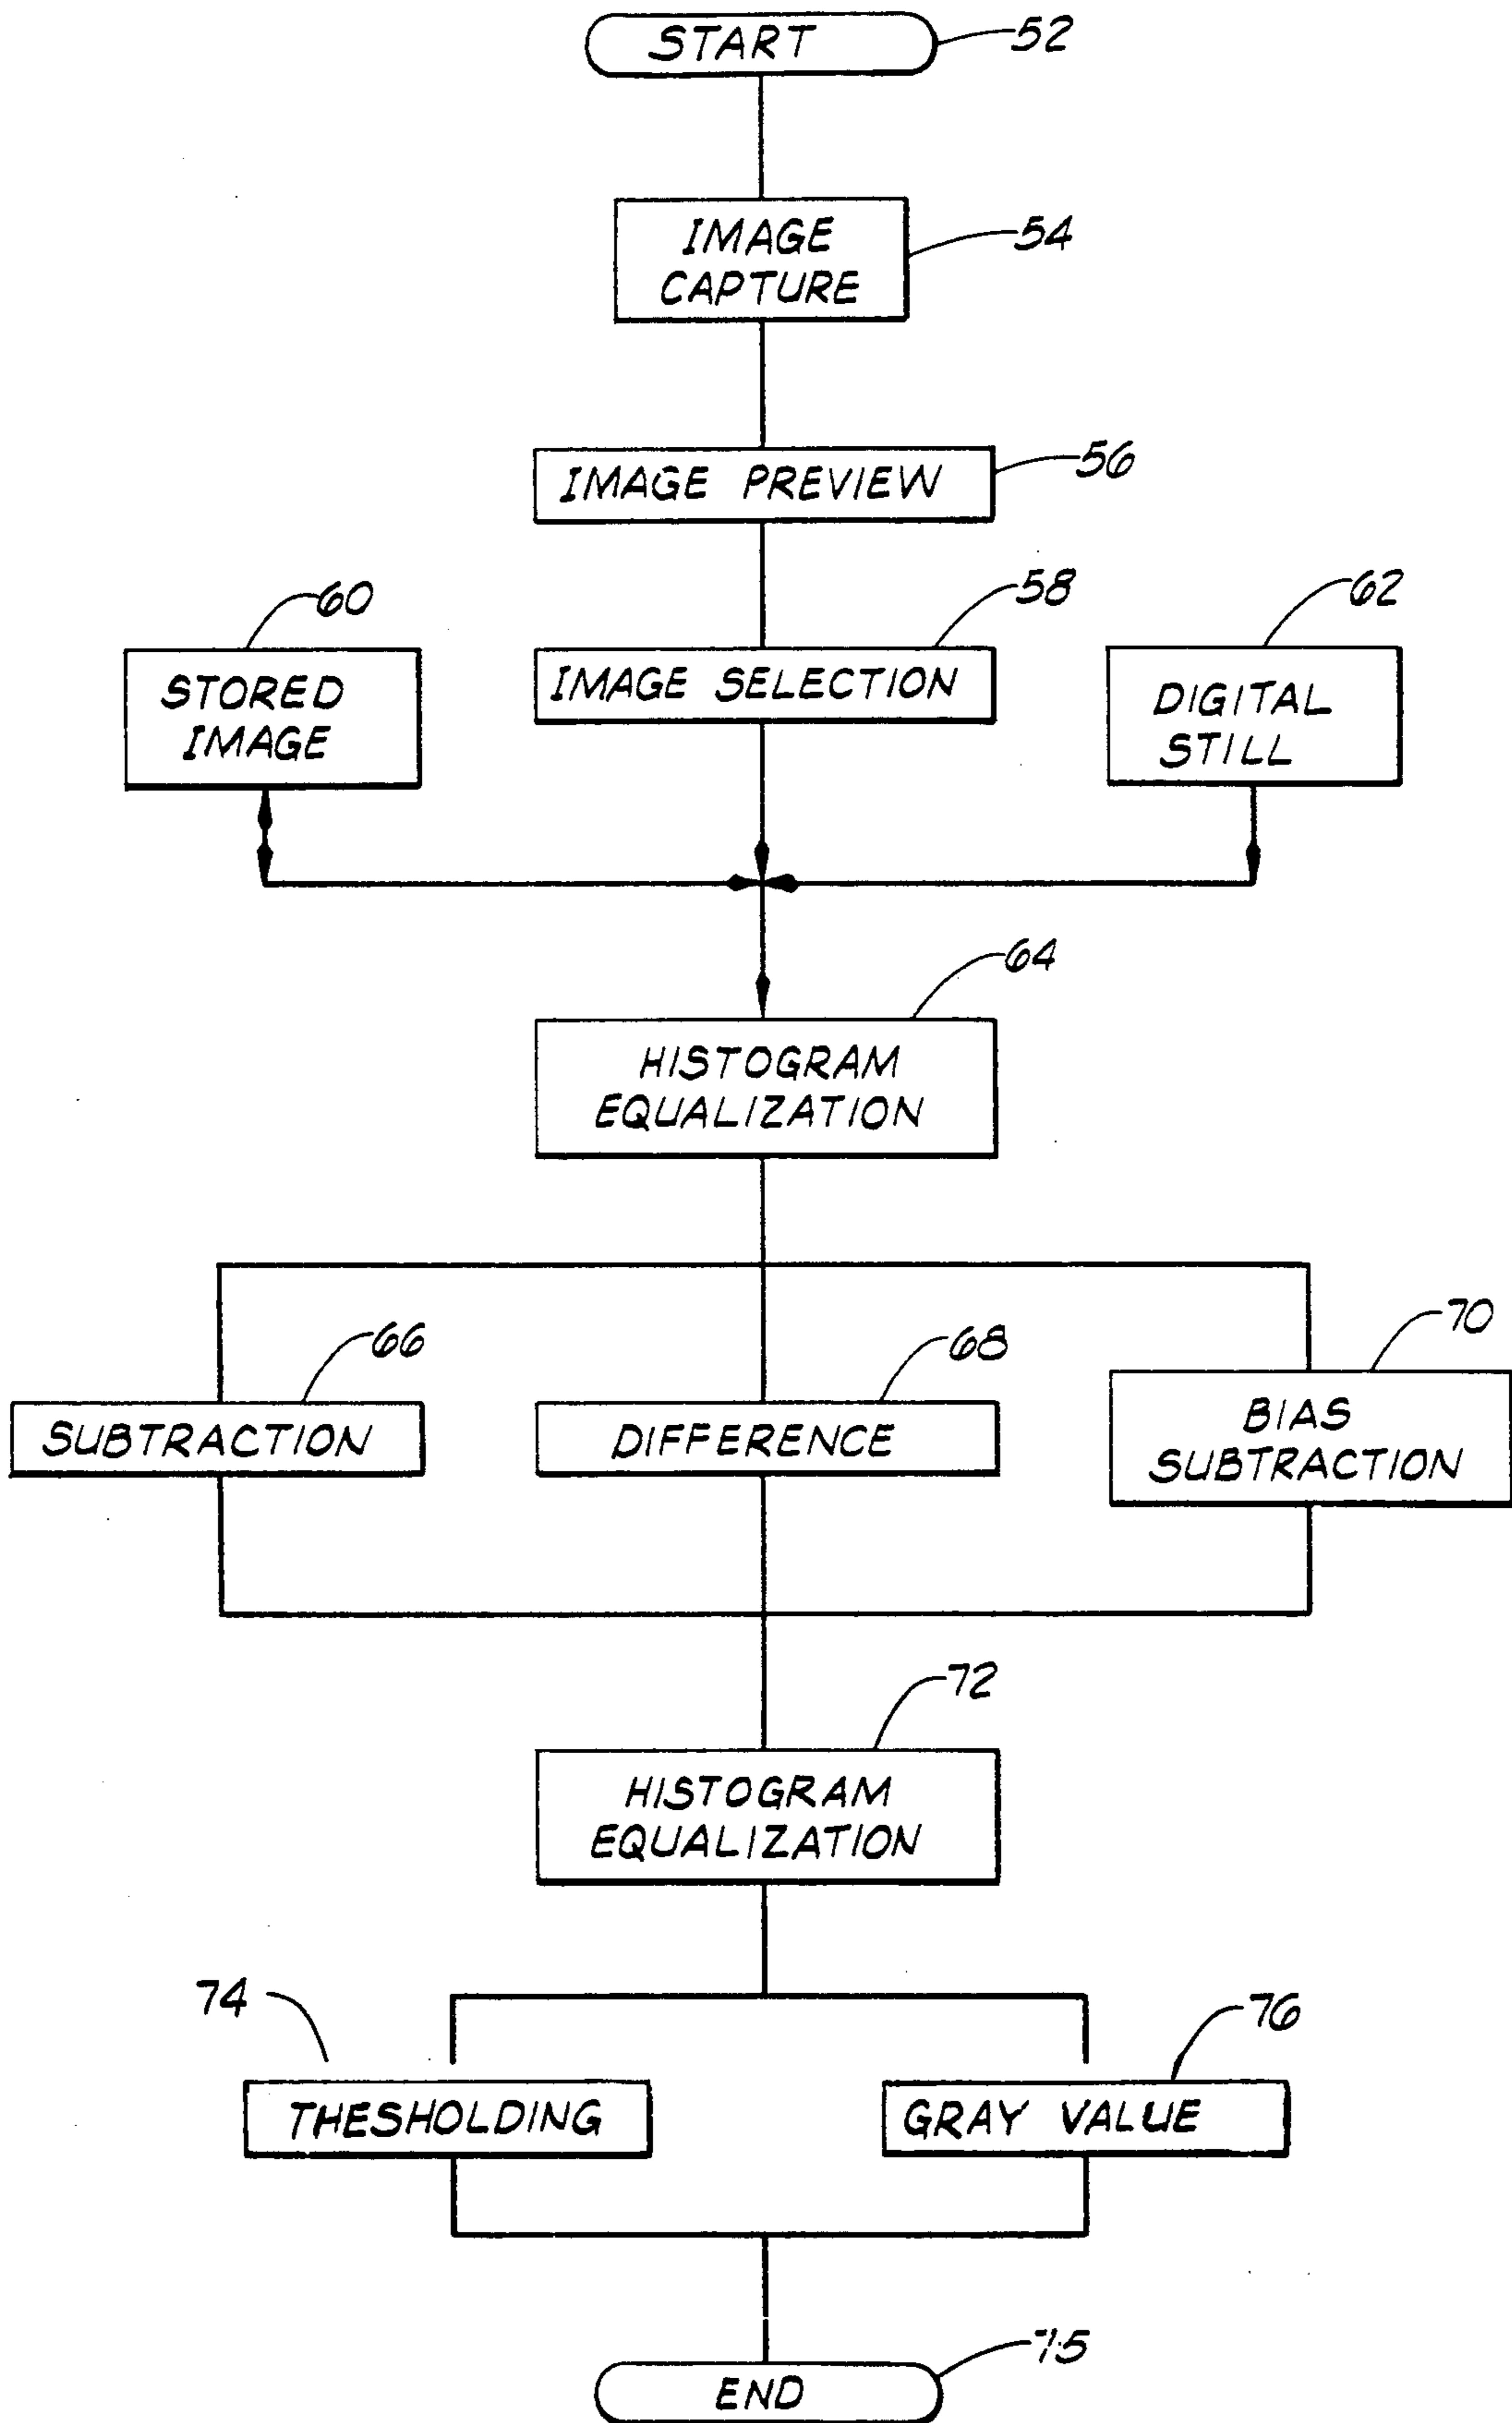 START
52
IMAGE
CAPTURE
54
IMAGE PREVIEW
56
60
58
62
STORED
IMAGE
IMAGE SELECTION
DIGITAL
STILL
64
HISTOGRAM
EQUALIZATION
66
68
70
SUBTRACTION
DIFFERENCE
BIAS
SUBTRACTION
72
HISTOGRAM
EQUALIZATION
74
76
THESHOLDING
GRAY VALUE
75
END